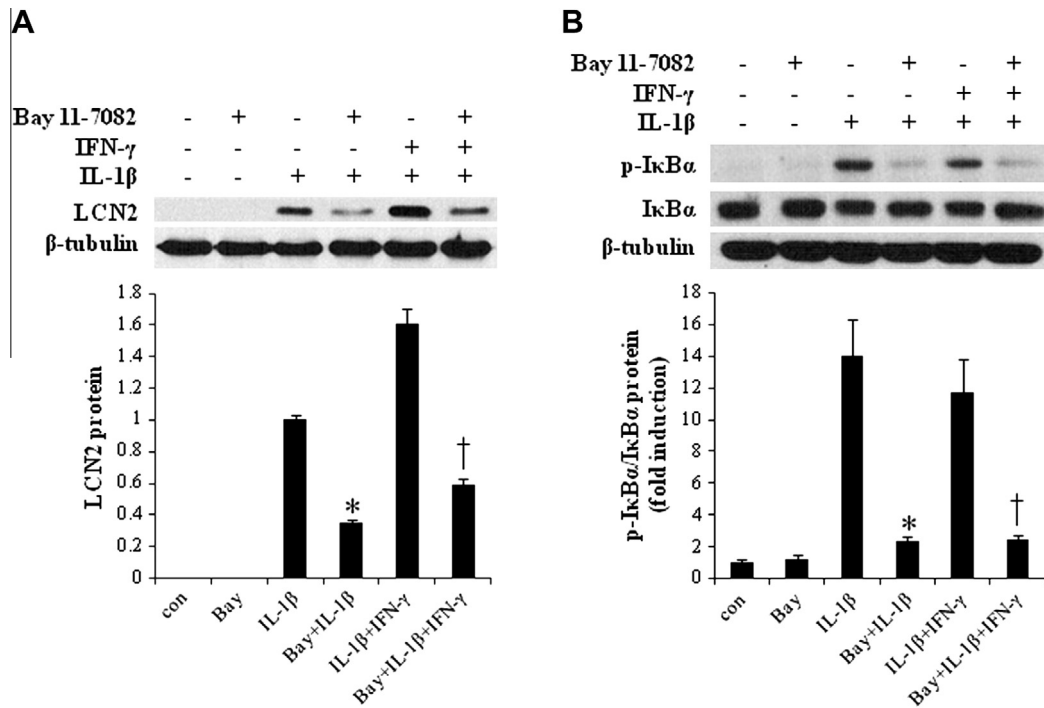 A
Bay 11-7082 - + - + - +
IFN-γ - - - - + +
IL-1β - - + + + +
LCN2
β-tubulin
LCN2 protein
1.8
1.6
1.4
1.2
1
0.8
0.6
0.4
0.2
0
*
†
con
Bay
IL-1β
Bay+IL-1β
IL-1β+IFN-γ
Bay+IL-1β+IFN-γ
B
Bay 11-7082 - + - + - +
IFN-γ - - - - + +
IL-1β - - + + + +
p-IκBα
IκBα
β-tubulin
p-IκBα/IκBα protein
(fold induction)
18
16
14
12
10
8
6
4
2
0
*
†
con
Bay
IL-1β
Bay+IL-1β
IL-1β+IFN-γ
Bay+IL-1β+IFN-γ